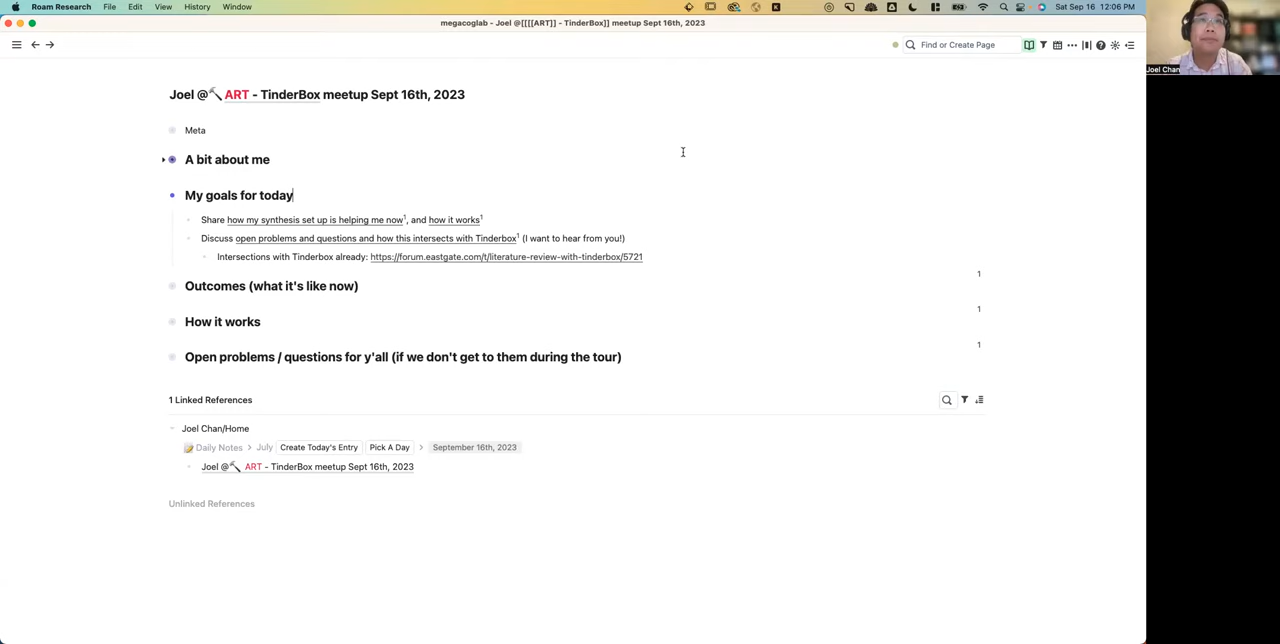 Roam Research File Edit View History Window
Sat Sep 16 12:06 PM
megacoglab - Joel @[[[[ART]] - TinderBox]] meetup Sept 16th, 2023
Find or Create Page
Joel Chan
Joel @🔨 ART - TinderBox meetup Sept 16th, 2023
Meta
A bit about me
My goals for today
Share how my synthesis set up is helping me now1, and how it works1
Discuss open problems and questions and how this intersects with Tinderbox1 (I want to hear from you!)
Intersections with Tinderbox already: https://forum.eastgate.com/t/literature-review-with-tinderbox/5721
1
Outcomes (what it's like now)
1
How it works
1
Open problems / questions for y'all (if we don't get to them during the tour)
1 Linked References
Joel Chan/Home
📝 Daily Notes > July Create Today's Entry Pick A Day > September 16th, 2023
Joel @🔨 ART - TinderBox meetup Sept 16th, 2023
Unlinked References